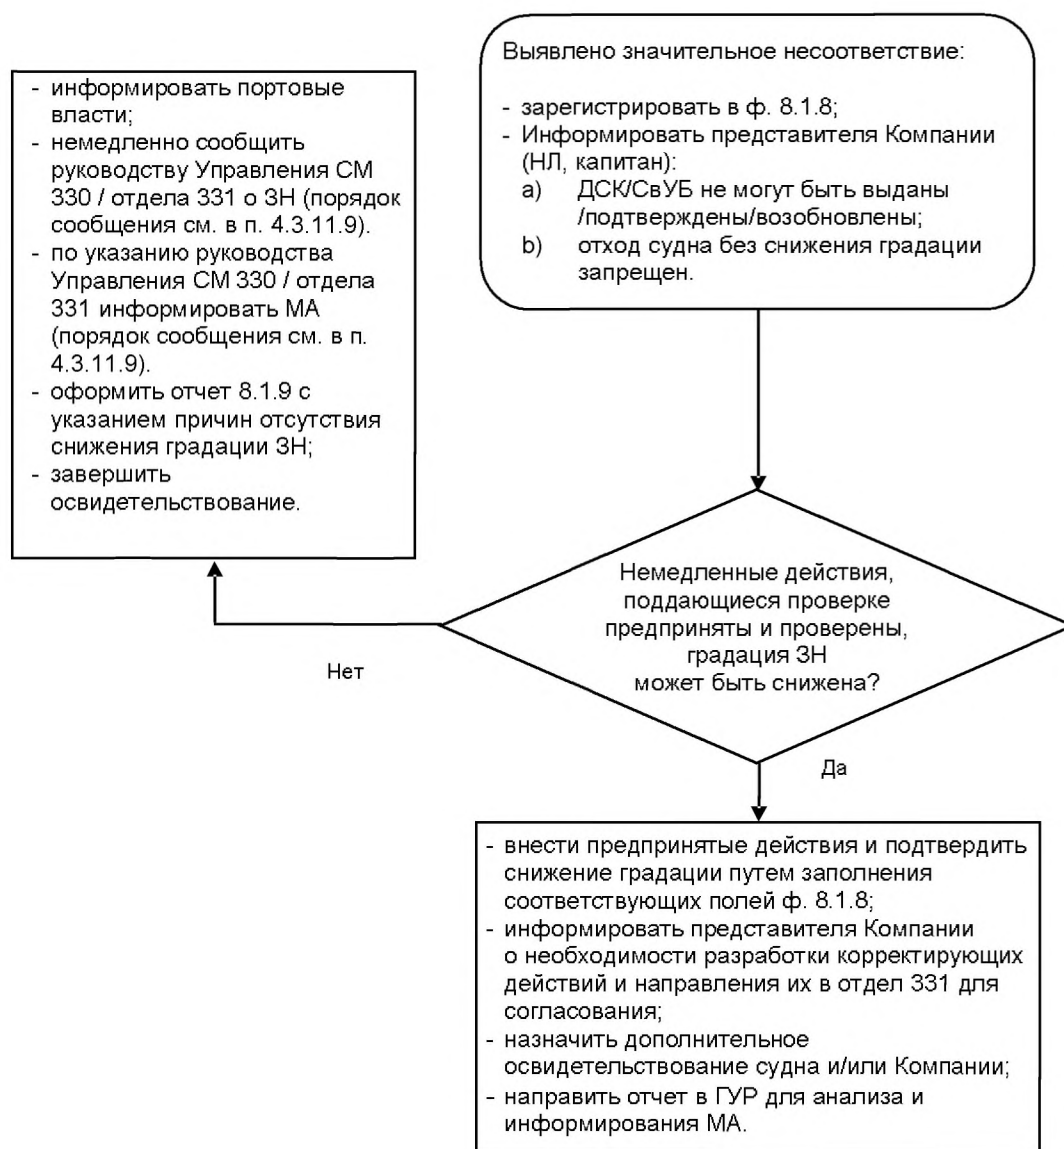 Выявлено значительное несоответствие:
- зарегистрировать в ф. 8.1.8;
- Информировать представителя Компании
(НЛ, капитан):
a) ДСК/СвУБ не могут быть выданы
/подтверждены/возобновлены;
b) отход судна без снижения градации
запрещен.
- информировать портовые
власти;
- немедленно сообщить
руководству Управления СМ
330 / отдела 331 о ЗН (порядок
сообщения см. в п. 4.3.11.9).
- по указанию руководства
Управления СМ 330 / отдела
331 информировать МА
(порядок сообщения см. в п.
4.3.11.9).
- оформить отчет 8.1.9 с
указанием причин отсутствия
снижения градации ЗН;
- завершить
освидетельствование.
Немедленные действия,
поддающиеся проверке
предприняты и проверены,
градация ЗН
может быть снижена?
Нет
Да
- внести предпринятые действия и подтвердить
снижение градации путем заполнения
соответствующих полей ф. 8.1.8;
- информировать представителя Компании
о необходимости разработки корректирующих
действий и направления их в отдел 331 для
согласования;
- назначить дополнительное
освидетельствование судна и/или Компании;
- направить отчет в ГУР для анализа и
информирования МА.